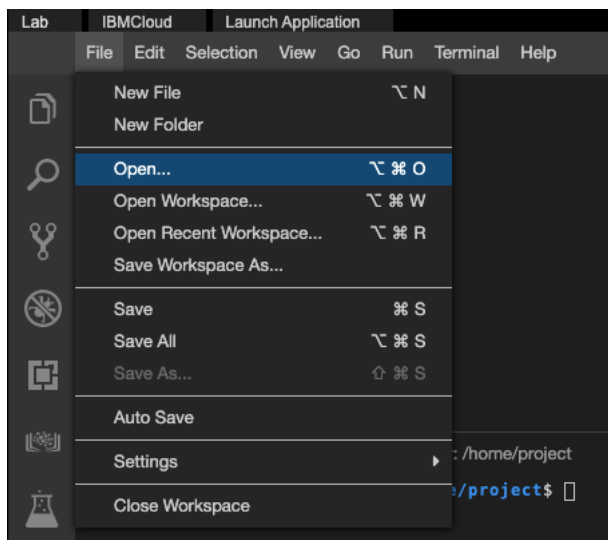 Lab IBMCloud Launch Application
File Edit Selection View Go Run Terminal Help
New File ⌥ N
New Folder
Open... ⌥ ⌘ O
Open Workspace... ⌥ ⌘ W
Open Recent Workspace... ⌥ ⌘ R
Save Workspace As...
Save ⌘ S
Save All ⌥ ⌘ S
Save As... ⇧ ⌘ S
Auto Save
Settings
: /home/project
Close Workspace
e/project$